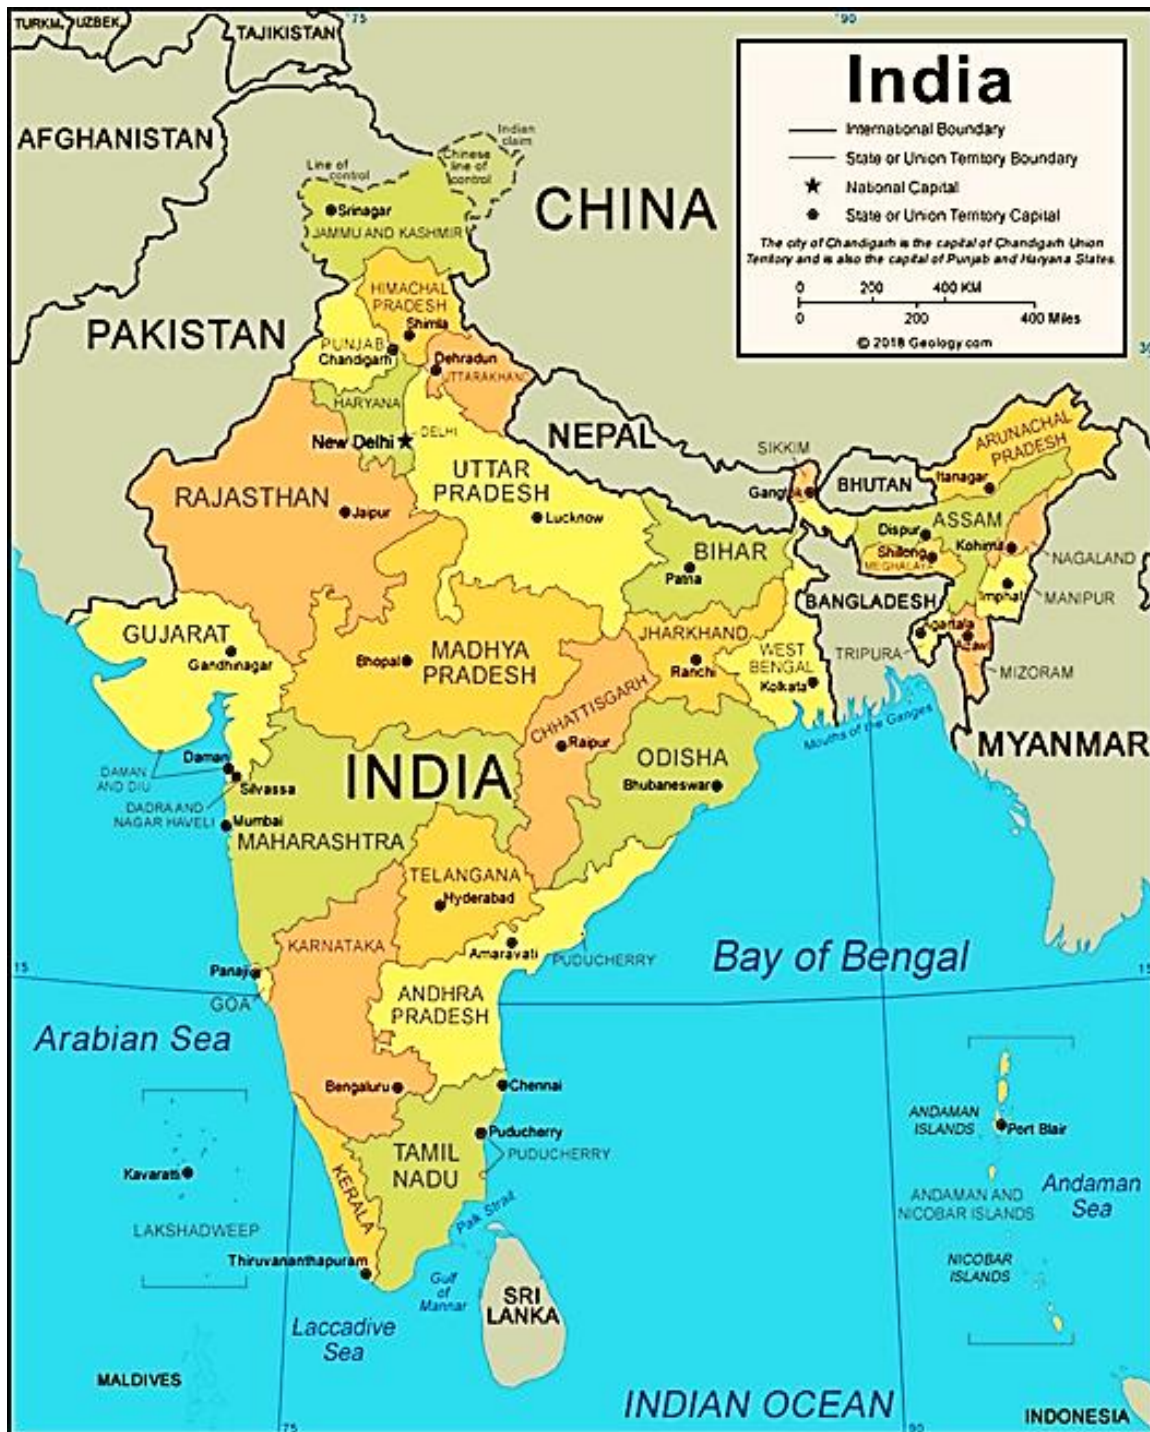 TURKM.
UZBEK.
TAJIKISTAN
75
90
India
International Boundary
State or Union Territory Boundary
National Capital
State or Union Territory Capital
The city of Chandigarh is the capital of Chandigarh Union
Territory and is also the capital of Punjab and Haryana States.
0 200 400 KM
0 200 400 Miles
© 2018 Geology.com
AFGHANISTAN
Indian
claim
Chinese
line of
control
Line of
control
Srinagar
JAMMU AND KASHMIR
CHINA
PAKISTAN
HIMACHAL
PRADESH
Shimla
PUNJAB
Chandigarh
Dehradun
UTTARAKHAND
HARYANA
New Delhi
DELHI
NEPAL
SIKKIM
Gangtok
BHUTAN
ARUNACHAL
PRADESH
Itanagar
RAJASTHAN
Jaipur
UTTAR
PRADESH
Lucknow
BIHAR
Patna
Dispur
ASSAM
Shillong
MEGHALAYA
Kohima
NAGALAND
Imphal
MANIPUR
BANGLADESH
GUJARAT
Gandhinagar
Bhopal
MADHYA
PRADESH
JHARKHAND
Ranchi
WEST
BENGAL
Kolkata
Agartala
TRIPURA
MIZORAM
CHHATTISGARH
Raipur
Mouths of the Ganges
MYANMAR
INDIA
ODISHA
Bhubaneswar
Daman
DAMAN
AND DIU
Silvassa
DADRA AND
NAGAR HAVELI
Mumbai
MAHARASHTRA
TELANGANA
Hyderabad
KARNATAKA
Amaravati
PUDUCHERRY
Bay of Bengal
15
15
Panaji
GOA
ANDHRA
PRADESH
Arabian Sea
Bengaluru
Chennai
ANDAMAN
ISLANDS
Port Blair
Puducherry
PUDUCHERRY
TAMIL
NADU
KERALA
Kavaratti
LAKSHADWEEP
ANDAMAN AND
NICOBAR ISLANDS
Andaman
Sea
Palk Strait
Thiruvananthapuram
Gulf
of
Mannar
SRI
LANKA
NICOBAR
ISLANDS
Laccadive
Sea
MALDIVES
INDIAN OCEAN
INDONESIA
75
90